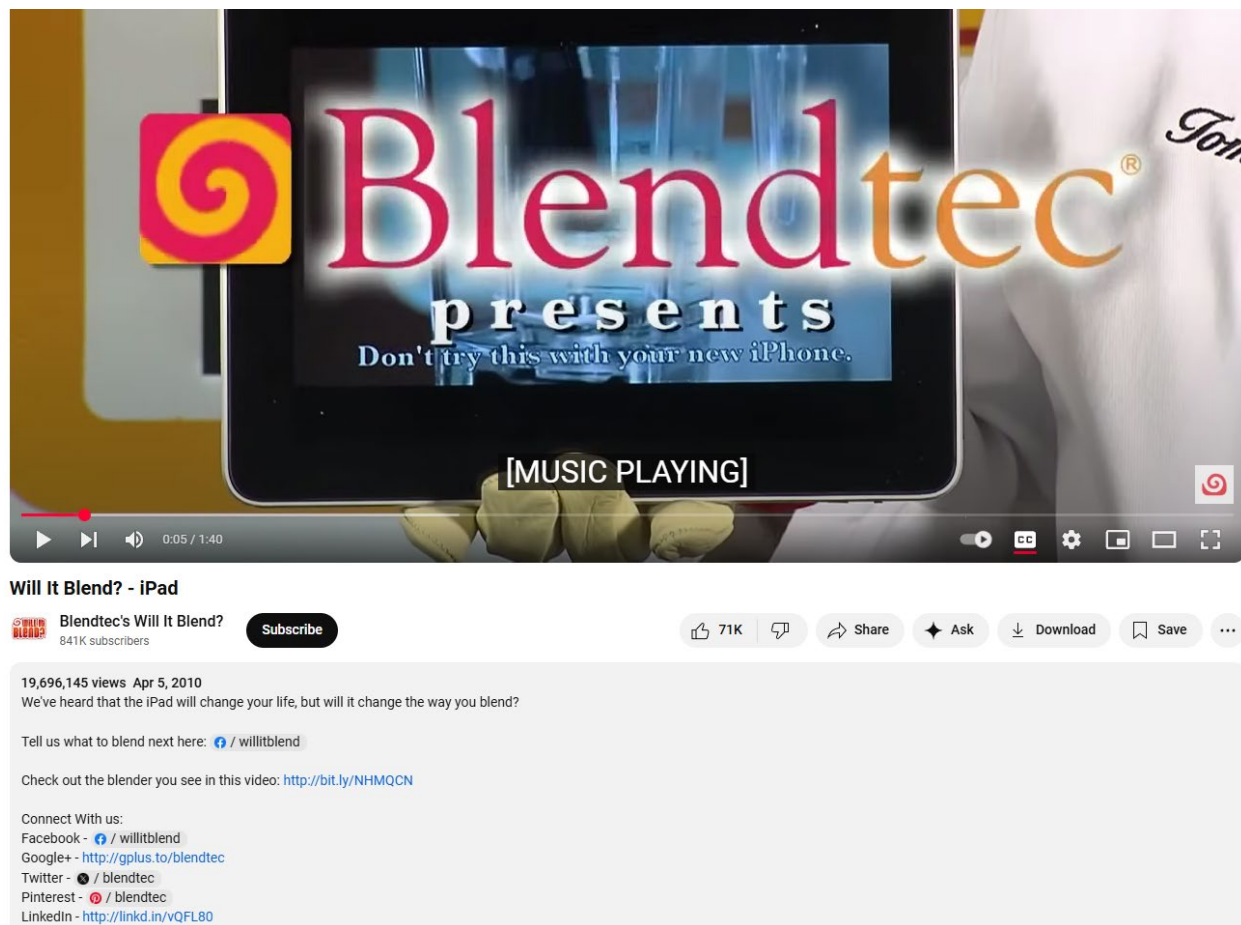 Tom
Blendtec®
presents
Don't try this with your new iPhone.
[MUSIC PLAYING]
0:05 / 1:40
CC
Will It Blend? - iPad
WILL IT
BLEND?
Blendtec's Will It Blend?
841K subscribers
Subscribe
71K
Share
Ask
Download
Save
19,696,145 views Apr 5, 2010
We've heard that the iPad will change your life, but will it change the way you blend?
Tell us what to blend next here: / willitblend
Check out the blender you see in this video: http://bit.ly/NHMQCN
Connect With us:
Facebook - / willitblend
Google+ - http://gplus.to/blendtec
Twitter - X / blendtec
Pinterest - / blendtec
LinkedIn - http://linkd.in/vQFL80